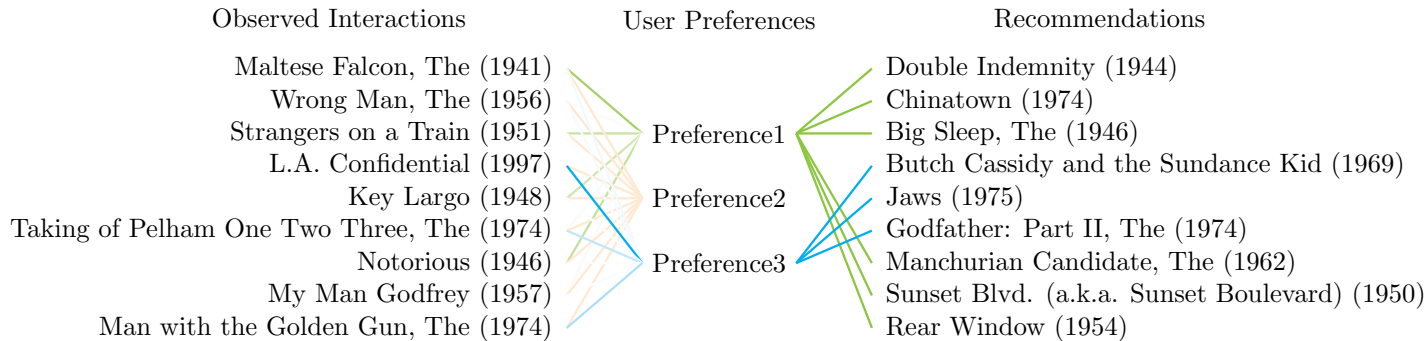 Observed Interactions
User Preferences
Recommendations
Maltese Falcon, The (1941)
Wrong Man, The (1956)
Strangers on a Train (1951)
L.A. Confidential (1997)
Key Largo (1948)
Taking of Pelham One Two Three, The (1974)
Notorious (1946)
My Man Godfrey (1957)
Man with the Golden Gun, The (1974)
Preference1
Preference2
Preference3
Double Indemnity (1944)
Chinatown (1974)
Big Sleep, The (1946)
Butch Cassidy and the Sundance Kid (1969)
Jaws (1975)
Godfather: Part II, The (1974)
Manchurian Candidate, The (1962)
Sunset Blvd. (a.k.a. Sunset Boulevard) (1950)
Rear Window (1954)